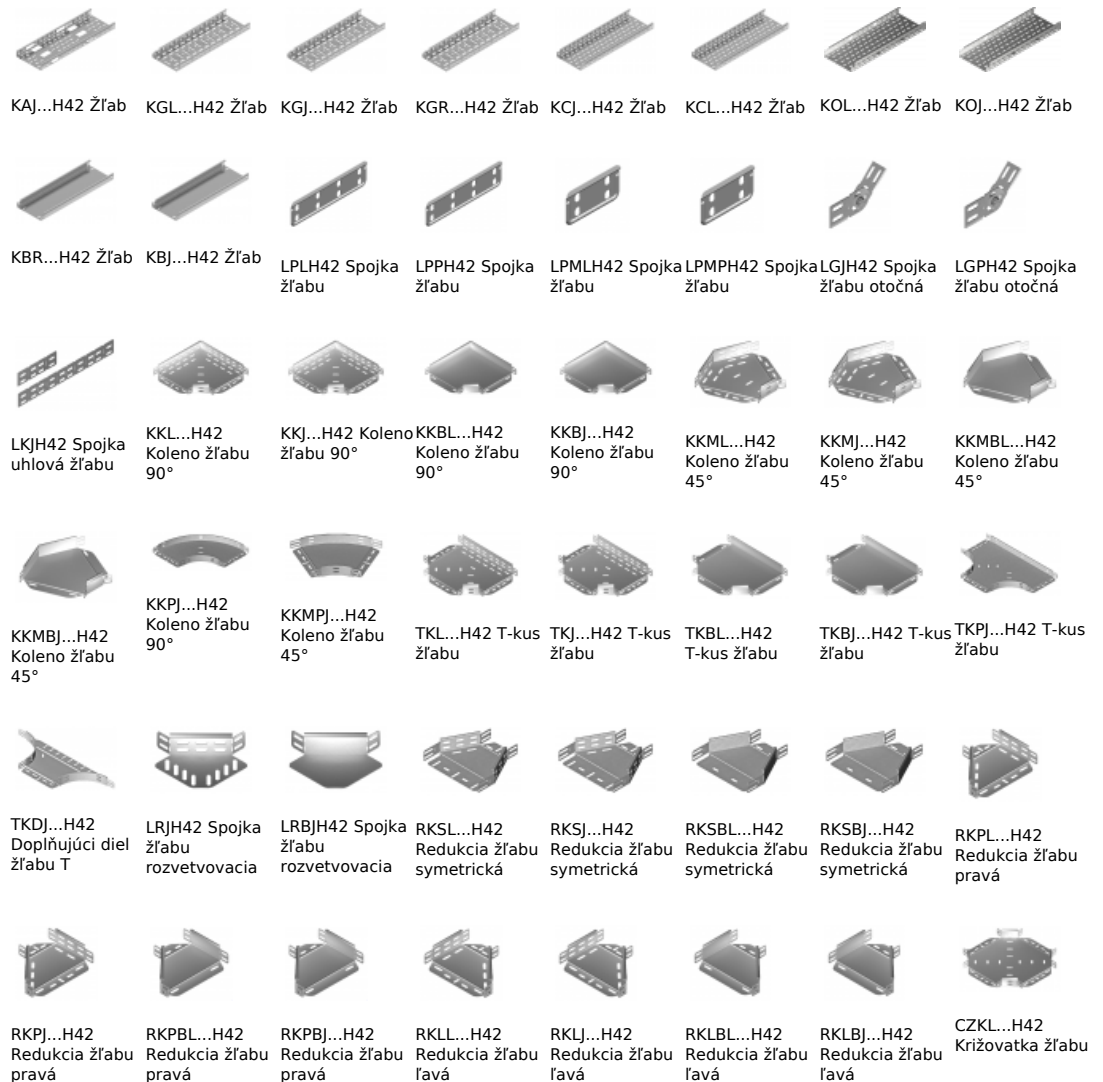 KAJ...H42 Žľab
KGL...H42 Žľab
KGJ...H42 Žľab
KGR...H42 Žľab
KCJ...H42 Žľab
KCL...H42 Žľab
KOL...H42 Žľab
KOJ...H42 Žľab
KBR...H42 Žľab
KBJ...H42 Žľab
LPLH42 Spojka
žľabu
LPPH42 Spojka
žľabu
LPMLH42 Spojka
žľabu
LPMPH42 Spojka
žľabu
LGJH42 Spojka
žľabu otočná
LGPH42 Spojka
žľabu otočná
LKJH42 Spojka
uhlová žľabu
KKL...H42
Koleno žľabu
90°
KKJ...H42 Koleno
žľabu 90°
KKBL...H42
Koleno žľabu
90°
KKBJ...H42
Koleno žľabu
90°
KKML...H42
Koleno žľabu
45°
KKMJ...H42
Koleno žľabu
45°
KKMBL...H42
Koleno žľabu
45°
KKMBJ...H42
Koleno žľabu
45°
KKPJ...H42
Koleno žľabu
90°
KKMPJ...H42
Koleno žľabu
45°
TKL...H42 T-kus
žľabu
TKJ...H42 T-kus
žľabu
TKBL...H42
T-kus žľabu
TKBJ...H42 T-kus
žľabu
TKPJ...H42 T-kus
žľabu
TKDJ...H42
Doplňujúci diel
žľabu T
LRJH42 Spojka
žľabu
rozvetvovacia
LRBJH42 Spojka
žľabu
rozvetvovacia
RKSL...H42
Redukcia žľabu
symetrická
RKSJ...H42
Redukcia žľabu
symetrická
RKSBL...H42
Redukcia žľabu
symetrická
RKSBJ...H42
Redukcia žľabu
symetrická
RKPL...H42
Redukcia žľabu
pravá
RKPJ...H42
Redukcia žľabu
pravá
RKPBL...H42
Redukcia žľabu
pravá
RKPBJ...H42
Redukcia žľabu
pravá
RKLL...H42
Redukcia žľabu
ľavá
RKLJ...H42
Redukcia žľabu
ľavá
RKLBL...H42
Redukcia žľabu
ľavá
RKLBJ...H42
Redukcia žľabu
ľavá
CZKL...H42
Križovatka žľabu